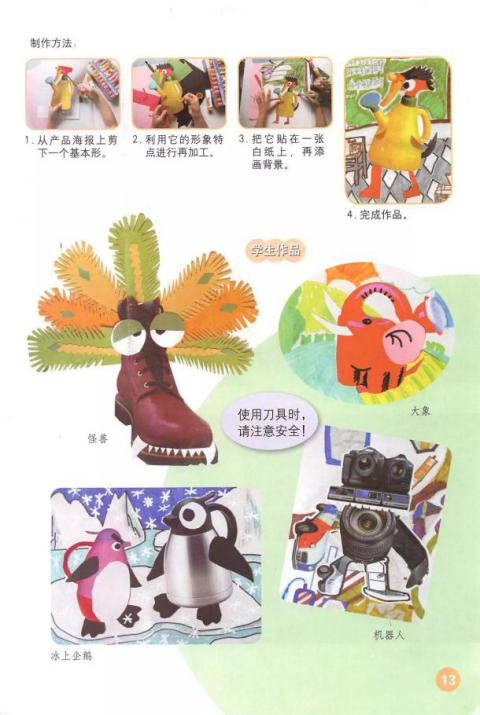 制作方法：
1. 从产品海报上剪
下一个基本形。
2. 利用它的形象特
点进行再加工。
3. 把它贴在一张
白纸上，再添
画背景。
4. 完成作品。
学生作品
怪兽
使用刀具时，
请注意安全！
大象
冰上企鹅
机器人
13